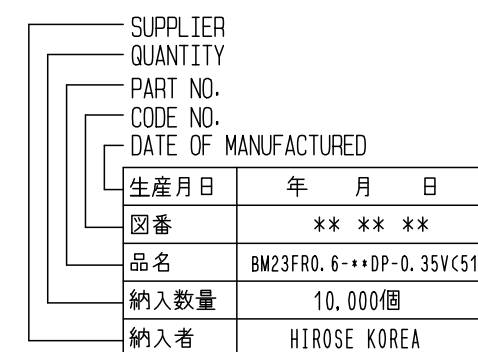 SUPPLIER
QUANTITY
PART NO.
CODE NO.
DATE OF MANUFACTURED
生産月日 年 月 日
図番 ** ** **
品名 BM23FR0.6-**DP-0.35V(51
納入数量 10,000個
納入者 HIROSE KOREA